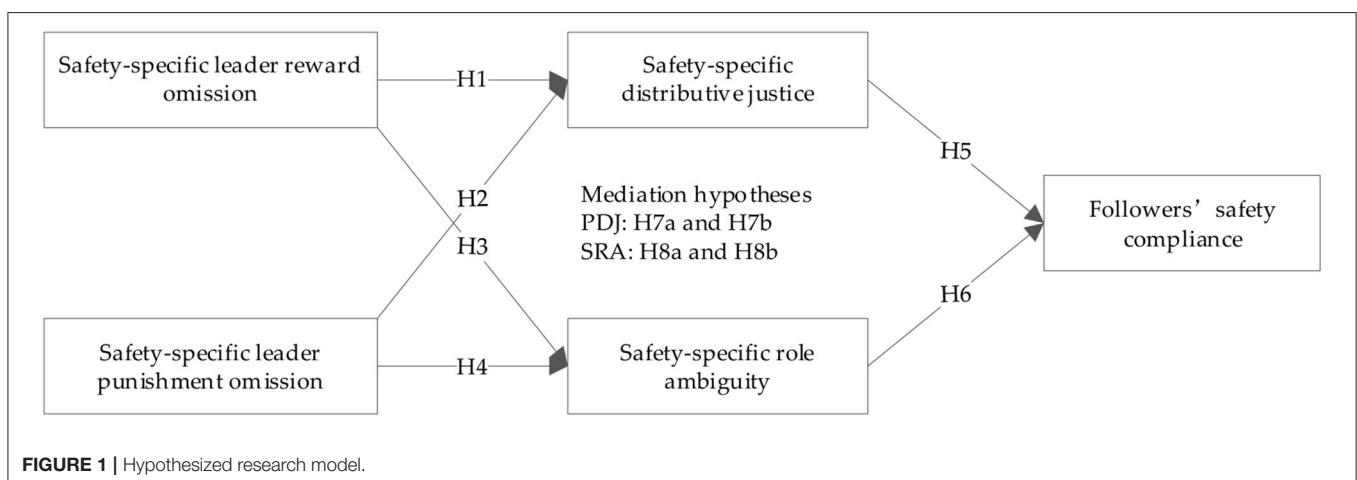 Safety-specific leader reward
omission
H1
Safety-specific
distributive justice
H2
H3
Mediation hypotheses
PDJ: H7a and H7b
SRA: H8a and H8b
H5
Followers’ safety
compliance
H6
Safety-specific leader
punishment omission
H4
Safety-specific role
ambiguity
FIGURE 1 | Hypothesized research model.